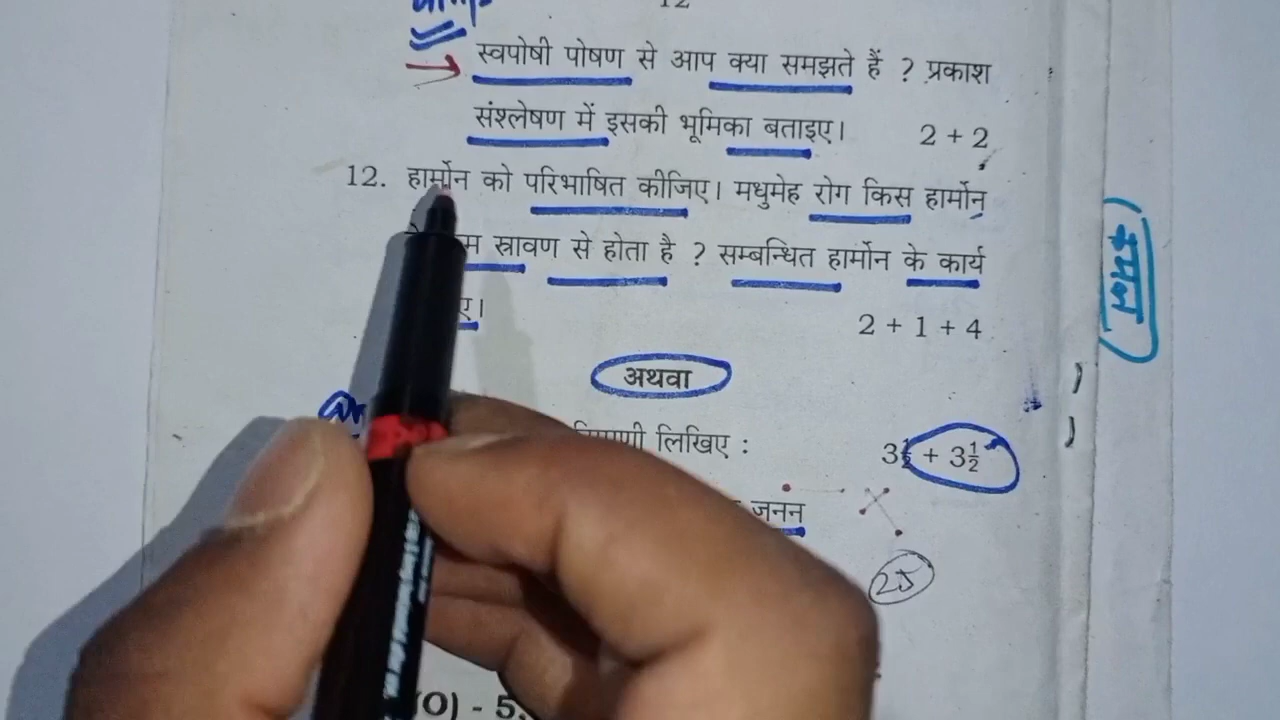 12
स्वपोषी पोषण से आप क्या समझते हैं ? प्रकाश
संश्लेषण में इसकी भूमिका बताइए। 2 + 2
12. हार्मोन को परिभाषित कीजिए। मधुमेह रोग किस हार्मोन
स्रावण से होता है ? सम्बन्धित हार्मोन के कार्य
2 + 1 + 4
अथवा
लिखिए : 3½ + 3½
जनन
25